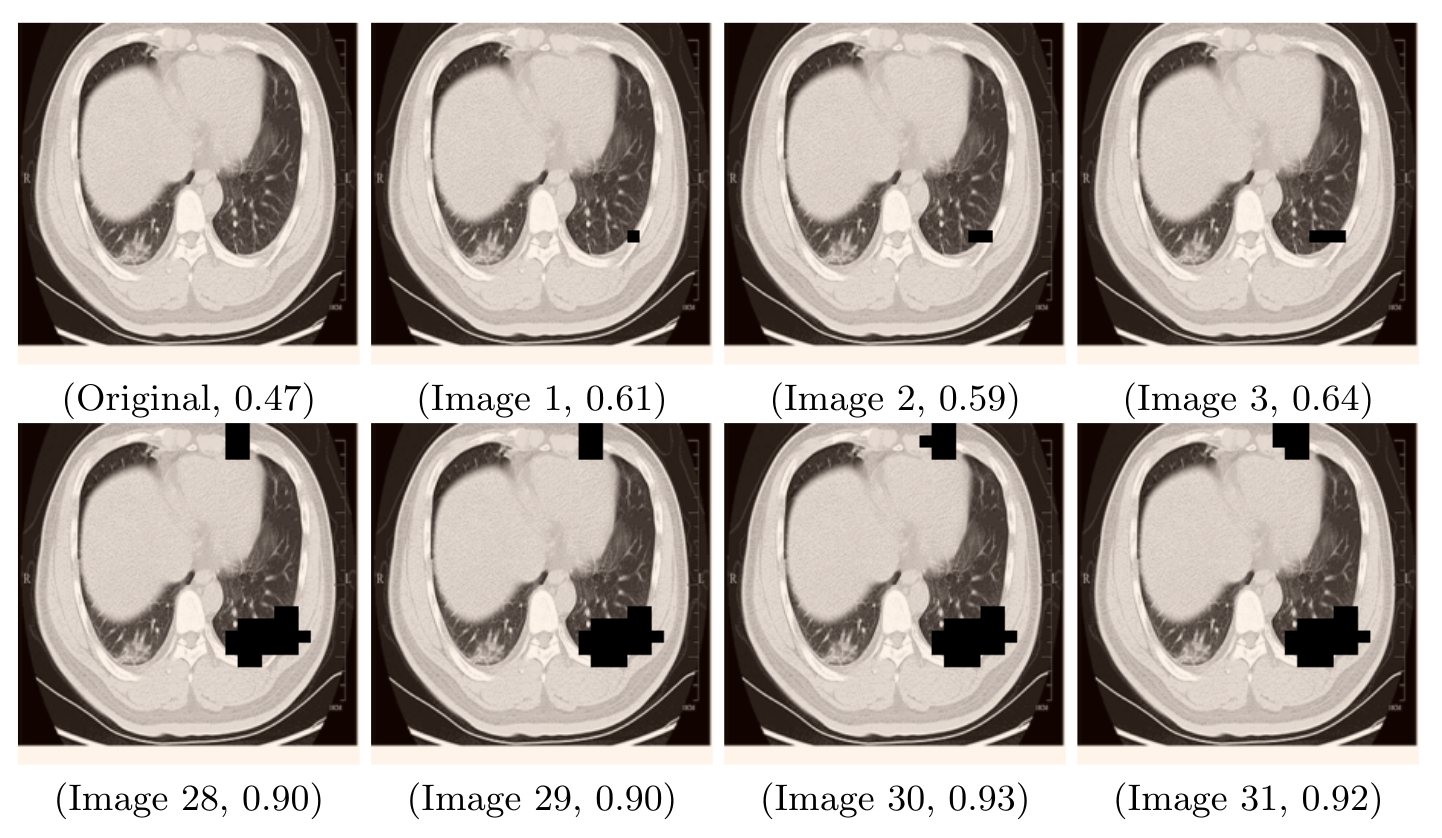 R L R L R L R L
(Original, 0.47) (Image 1, 0.61) (Image 2, 0.59) (Image 3, 0.64)
R L R L R L R L
(Image 28, 0.90) (Image 29, 0.90) (Image 30, 0.93) (Image 31, 0.92)